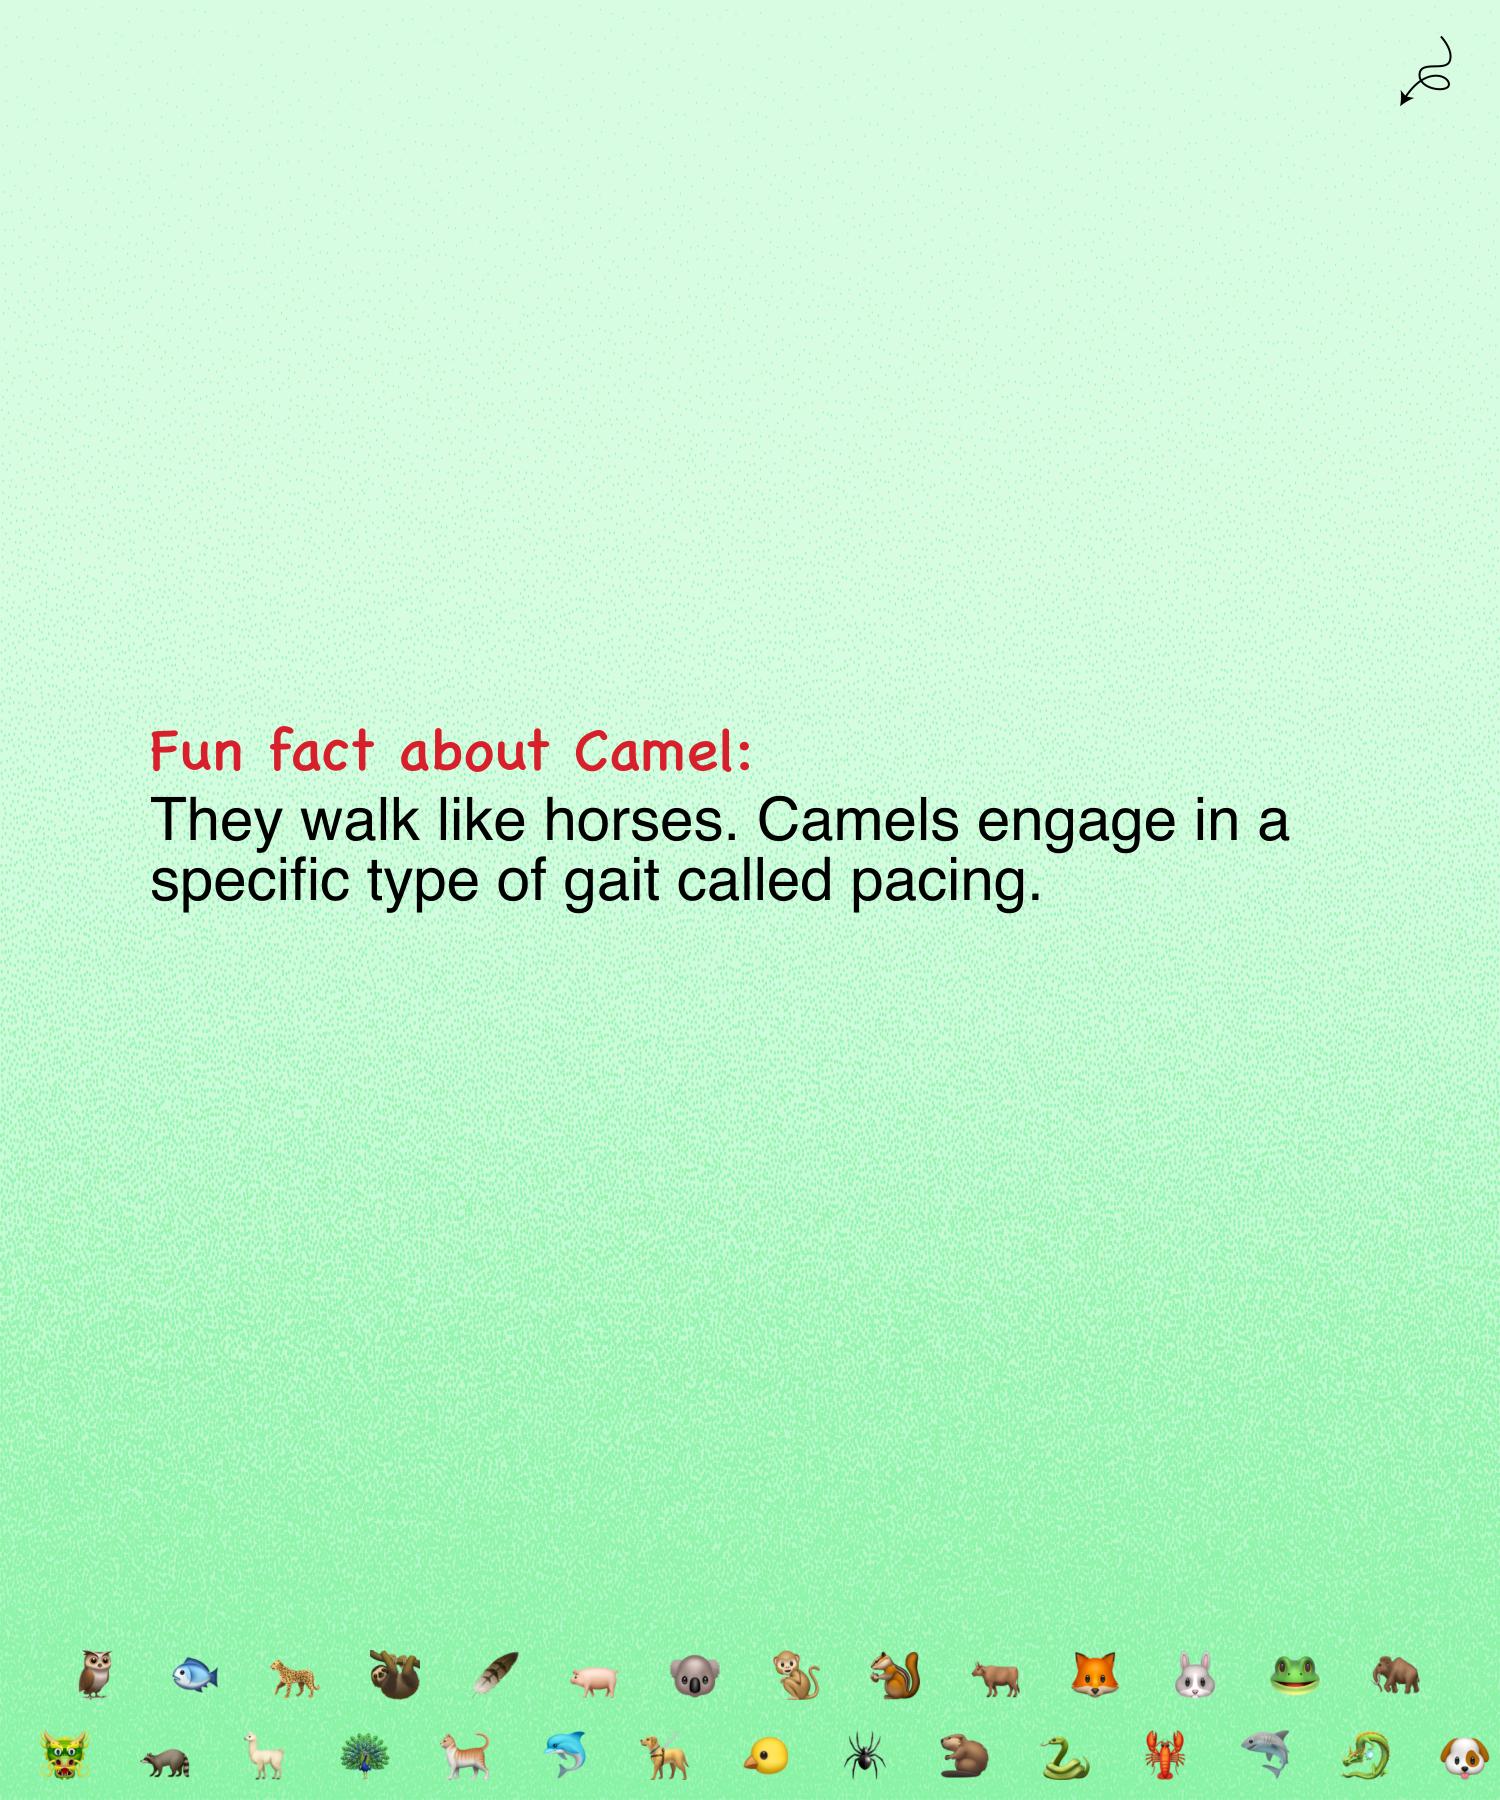 Fun fact about Camel:
They walk like horses. Camels engage in a
specific type of gait called pacing.